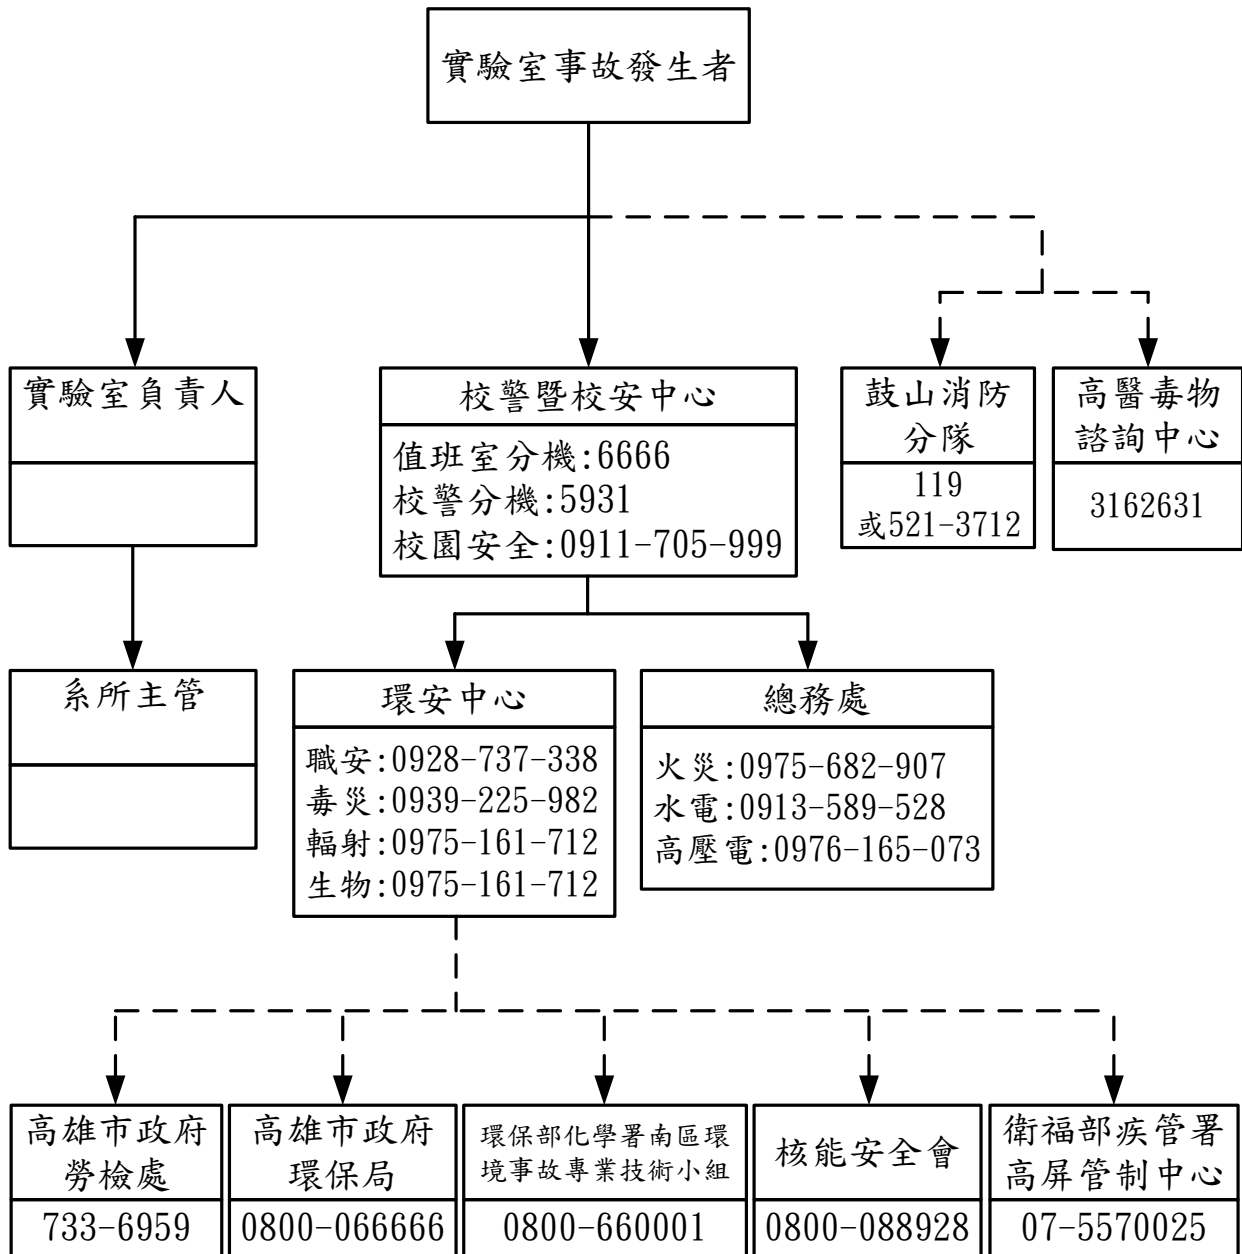 實驗室事故發生者
實驗室負責人
校警暨校安中心
值班室分機:6666
校警分機:5931
校園安全:0911-705-999
鼓山消防
分隊
119
或521-3712
高醫毒物
諮詢中心
3162631
系所主管
環安中心
職安:0928-737-338
毒災:0939-225-982
輻射:0975-161-712
生物:0975-161-712
總務處
火災:0975-682-907
水電:0913-589-528
高壓電:0976-165-073
高雄市政府
勞檢處
733-6959
高雄市政府
環保局
0800-066666
環保部化學署南區環
境事故專業技術小組
0800-660001
核能安全會
0800-088928
衛福部疾管署
高屏管制中心
07-5570025